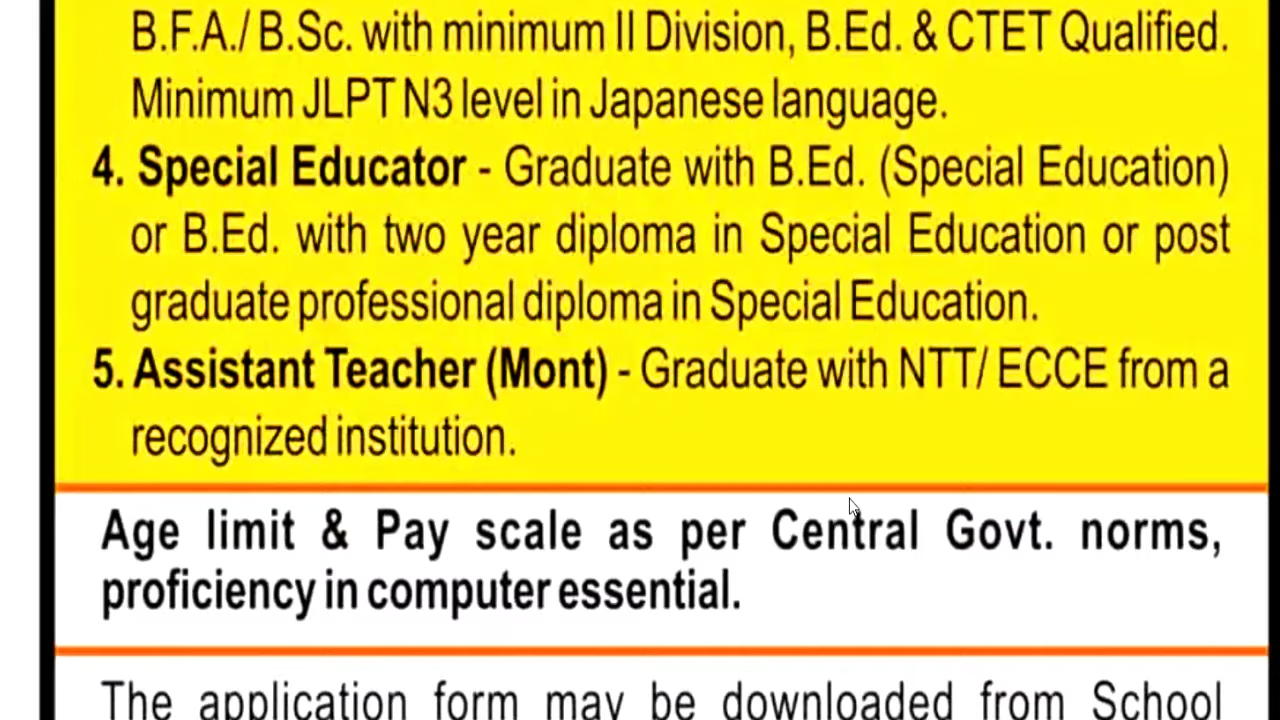 B.F.A./ B.Sc. with minimum II Division, B.Ed. & CTET Qualified.
Minimum JLPT N3 level in Japanese language.
4. Special Educator - Graduate with B.Ed. (Special Education)
or B.Ed. with two year diploma in Special Education or post
graduate professional diploma in Special Education.
5. Assistant Teacher (Mont) - Graduate with NTT/ ECCE from a
recognized institution.
Age limit & Pay scale as per Central Govt. norms,
proficiency in computer essential.
The application form may be downloaded from School